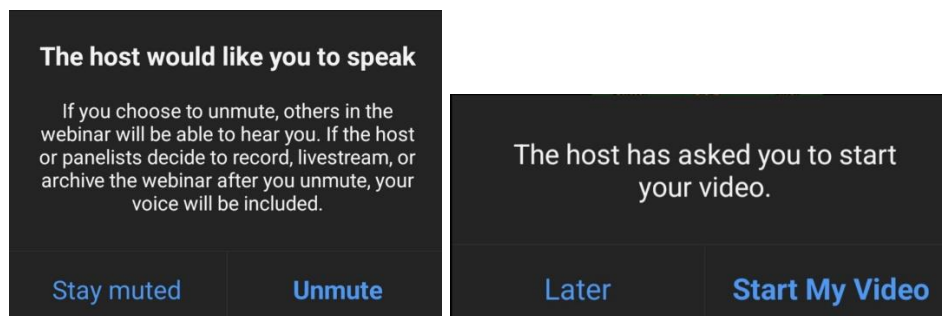 The host would like you to speak
If you choose to unmute, others in the
webinar will be able to hear you. If the host
or panelists decide to record, livestream, or
archive the webinar after you unmute, your
voice will be included.
Stay muted
Unmute
The host has asked you to start
your video.
Later
Start My Video